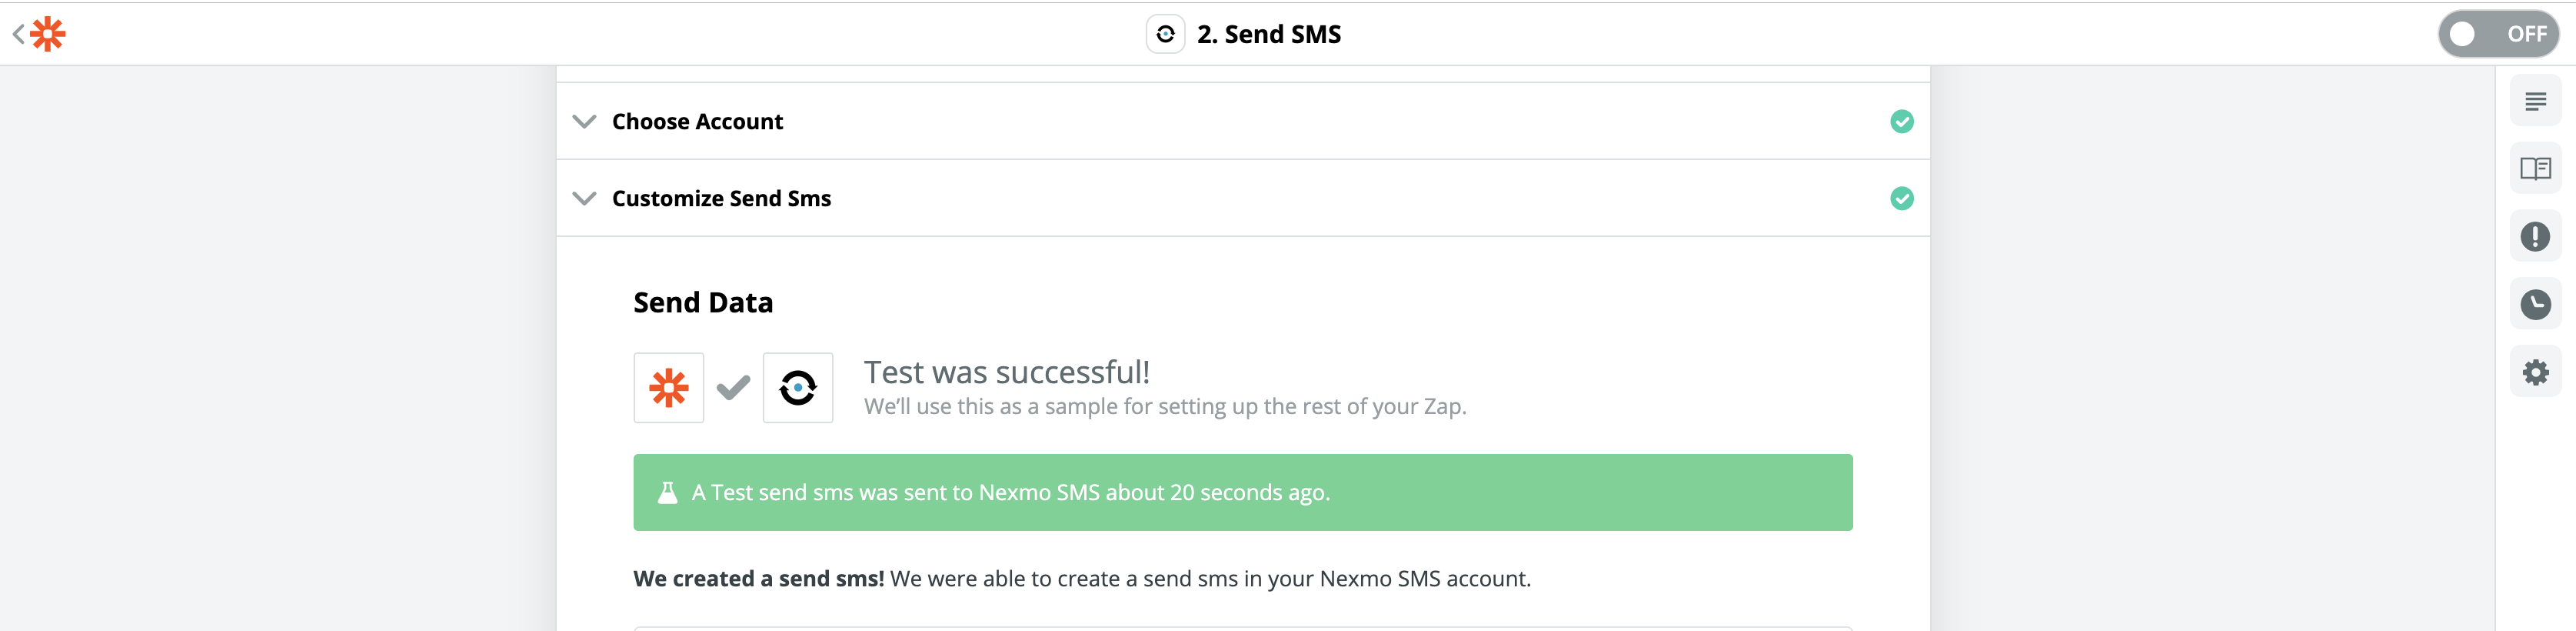 2. Send SMS
OFF
Choose Account
Customize Send Sms
Send Data
Test was successful!
We’ll use this as a sample for setting up the rest of your Zap.
A Test send sms was sent to Nexmo SMS about 20 seconds ago.
We created a send sms! We were able to create a send sms in your Nexmo SMS account.